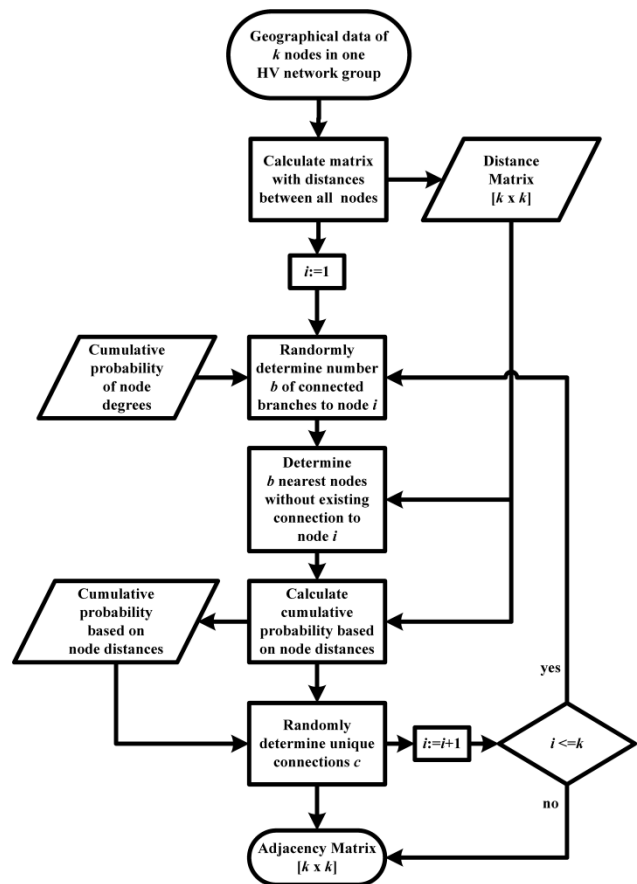 Geographical data of
k nodes in one
HV network group
Calculate matrix
with distances
between all nodes
Distance
Matrix
[k x k]
i:=1
Cumulative
probability
of node
degrees
Randormly
determine number
b of connected
branches to node i
Determine
b nearest nodes
without existing
connection to
node i
Cumulative
probability
based on
node distances
Calculate
cumulative
probability based
on node distances
yes
Randomly
determine unique
connections c
i:=i+1
i <=k
no
Adjacency Matrix
[k x k]